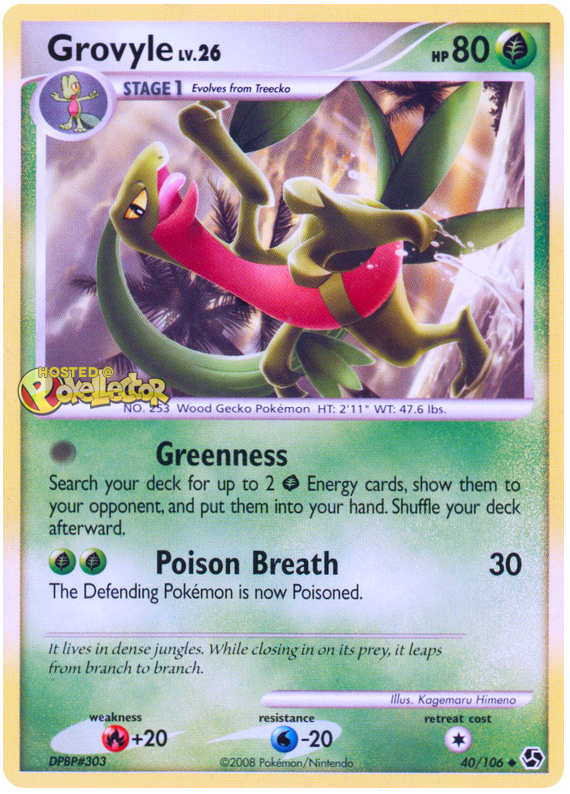 Grovyle LV.26
HP 80
STAGE 1 Evolves from Treecko
HOSTED @
PokéLLector
NO. 253 Wood Gecko Pokémon HT: 2'11" WT: 47.6 lbs.
Greenness
Search your deck for up to 2 Energy cards, show them to
your opponent, and put them into your hand. Shuffle your deck
afterward.
Poison Breath 30
The Defending Pokémon is now Poisoned.
It lives in dense jungles. While closing in on its prey, it leaps
from branch to branch.
Illus. Kagemaru Himeno
weakness resistance retreat cost
+20 -20
DPBP#303 ©2008 Pokémon/Nintendo 40/106